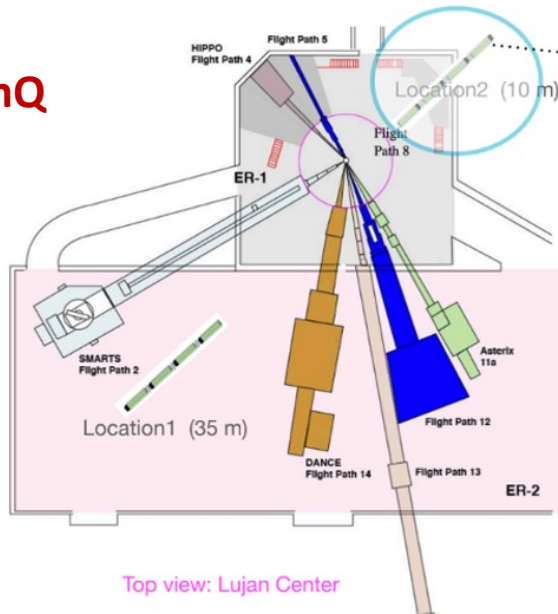 nQ
HIPPO
Flight Path 4
Flight Path 5
Location2 (10 m)
Flight
Path 8
ER-1
SMARTS
Flight Path 2
Location1 (35 m)
Asterix
11a
Flight Path 12
DANCE
Flight Path 14
Flight Path 13
ER-2
Top view: Lujan Center